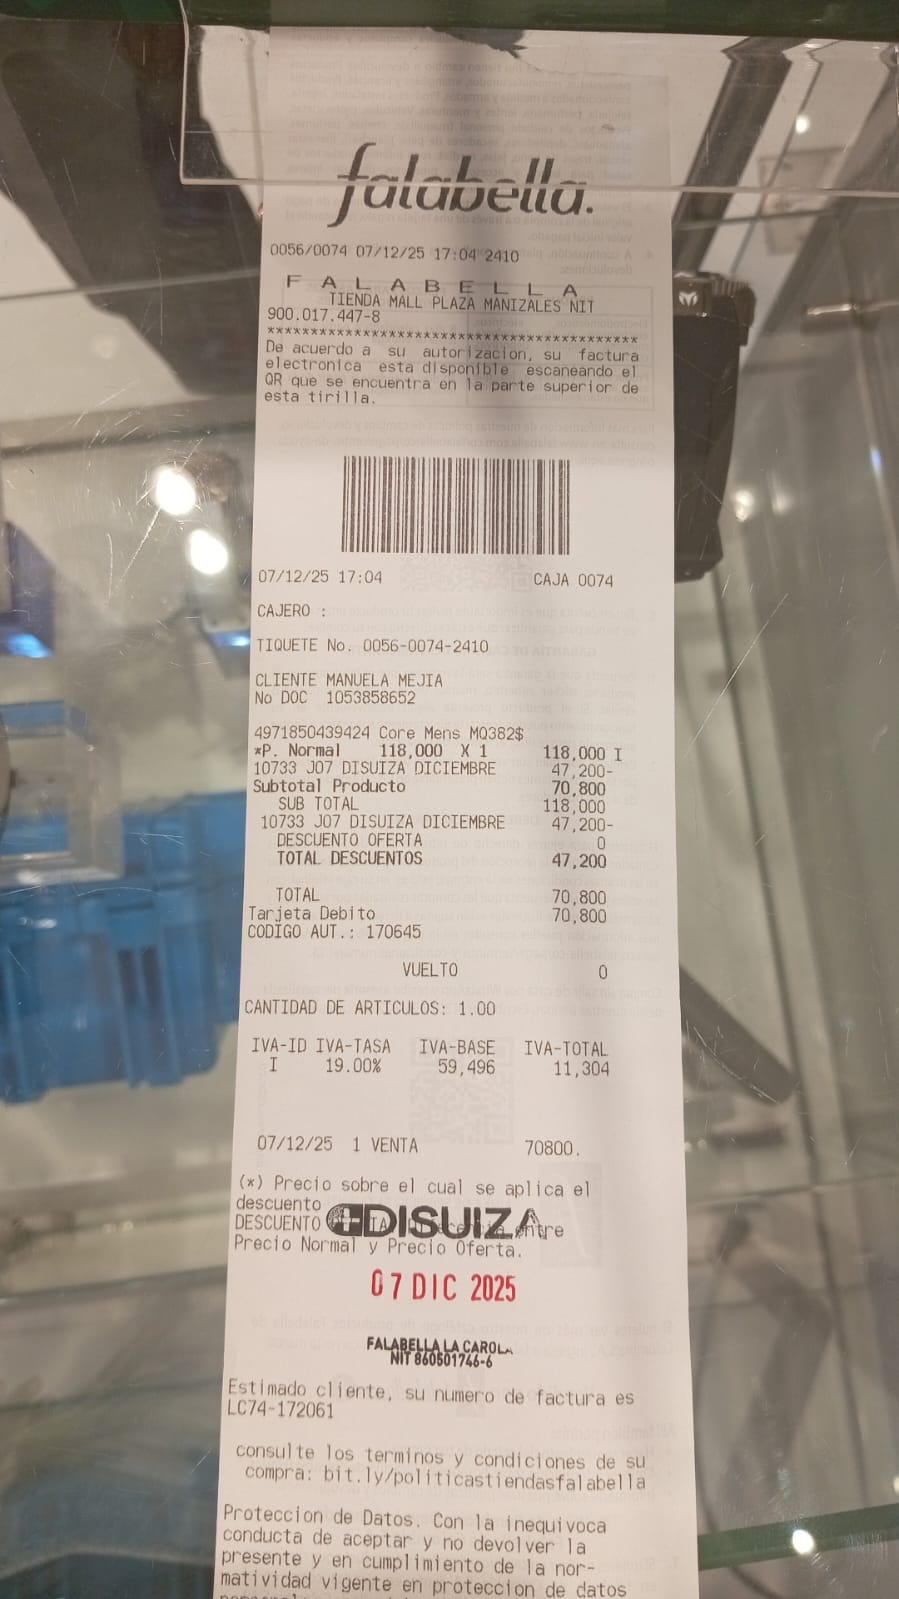 falabella.
0056/0074 07/12/25 17:04 2410
F A L A B E L L A
TIENDA MALL PLAZA MANIZALES NIT
900.017.447-8
******************************************
De acuerdo a su autorizacion, su factura
electronica esta disponible escaneando el
QR que se encuentra en la parte superior de
esta tirilla.
07/12/25 17:04 CAJA 0074
CAJERO :
TIQUETE No. 0056-0074-2410
CLIENTE MANUELA MEJIA
No DOC 1053858652
4971850439424 Core Mens MQ382$
*P. Normal 118,000 X 1 118,000 I
10733 J07 DISUIZA DICIEMBRE 47,200-
Subtotal Producto 70,800
SUB TOTAL 118,000
10733 J07 DISUIZA DICIEMBRE 47,200-
DESCUENTO OFERTA 0
TOTAL DESCUENTOS 47,200
TOTAL 70,800
Tarjeta Debito 70,800
CODIGO AUT.: 170645
VUELTO 0
CANTIDAD DE ARTICULOS: 1.00
IVA-ID IVA-TASA IVA-BASE IVA-TOTAL
I 19.00% 59,496 11,304
07/12/25 1 VENTA 70800.
(*) Precio sobre el cual se aplica el
descuento
DISUIZA
DESCUENTO entre
Precio Normal y Precio Oferta.
07 DIC 2025
FALABELLA LA CAROL
NIT 860501746-6
Estimado cliente, su numero de factura es
LC74-172061
consulte los terminos y condiciones de su
compra: bit.ly/politicastiendasfalabella
Proteccion de Datos. Con la inequivoca
conducta de aceptar y no devolver la
presente y en cumplimiento de la nor-
matividad vigente en proteccion de datos